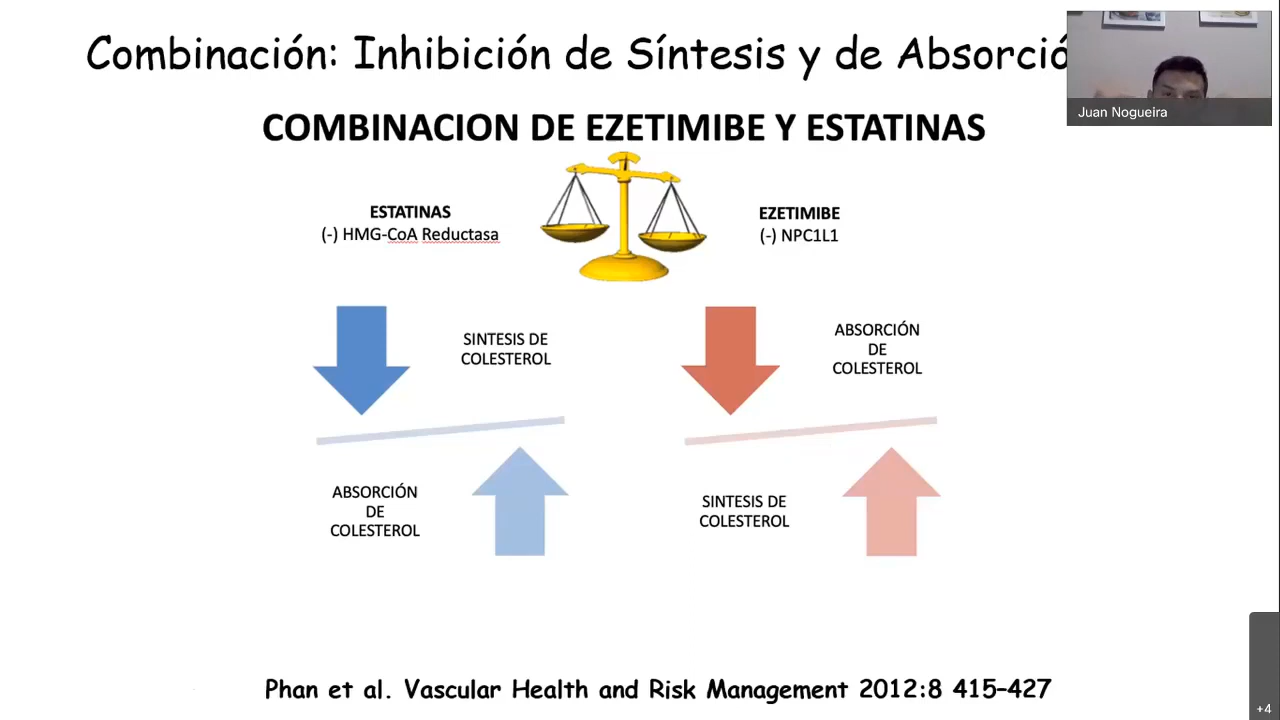 Combinación: Inhibición de Síntesis y de Absorció
Juan Nogueira
COMBINACION DE EZETIMIBE Y ESTATINAS
ESTATINAS
(-) HMG-CoA Reductasa
EZETIMIBE
(-) NPC1L1
SINTESIS DE
COLESTEROL
ABSORCIÓN
DE
COLESTEROL
ABSORCIÓN
DE
COLESTEROL
SINTESIS DE
COLESTEROL
Phan et al. Vascular Health and Risk Management 2012:8 415–427
+4